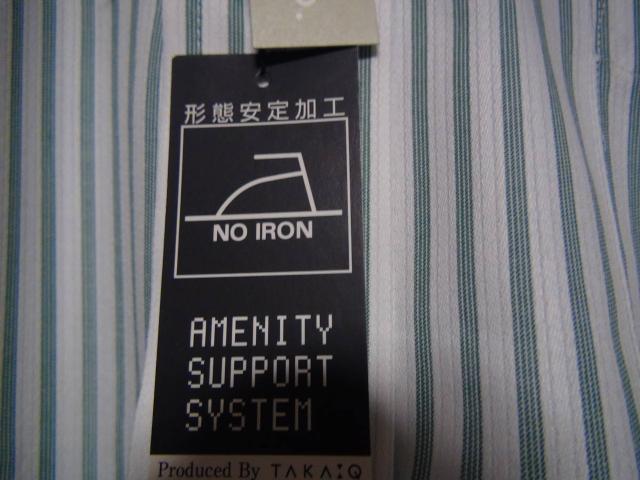 形態安定加工
NO IRON
AMENITY
SUPPORT
SYSTEM
Produced By TAKA:Q